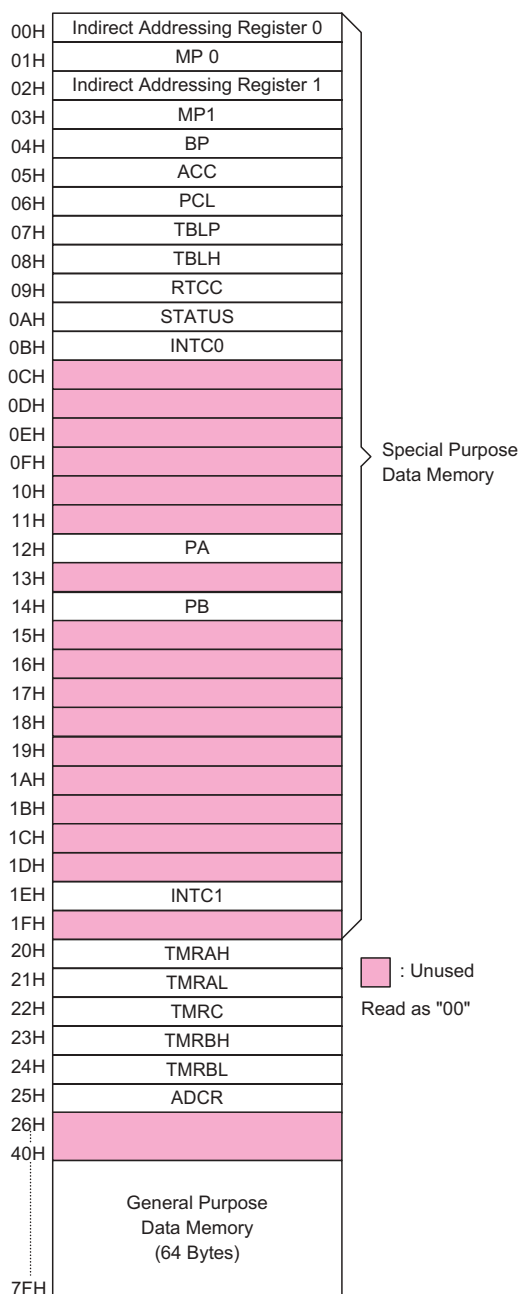 00H Indirect Addressing Register 0
01H MP 0
02H Indirect Addressing Register 1
03H MP1
04H BP
05H ACC
06H PCL
07H TBLP
08H TBLH
09H RTCC
0AH STATUS
0BH INTC0
0CH
0DH
0EH
0FH
Special Purpose
Data Memory
10H
11H
12H PA
13H
14H PB
15H
16H
17H
18H
19H
1AH
1BH
1CH
1DH
1EH INTC1
1FH
20H TMRAH
21H TMRAL
: Unused
22H TMRC
Read as "00"
23H TMRBH
24H TMRBL
25H ADCR
26H
40H
General Purpose
Data Memory
(64 Bytes)
7FH